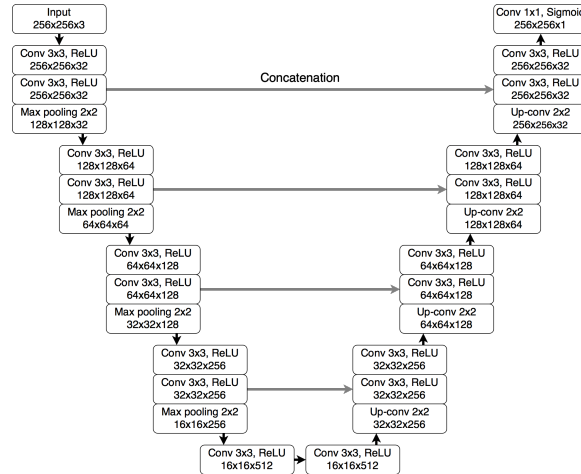 Input
256x256x3
Conv 3x3, ReLU
256x256x32
Conv 3x3, ReLU
256x256x32
Max pooling 2x2
128x128x32
Conv 3x3, ReLU
128x128x64
Conv 3x3, ReLU
128x128x64
Max pooling 2x2
64x64x64
Conv 3x3, ReLU
64x64x128
Conv 3x3, ReLU
64x64x128
Max pooling 2x2
32x32x128
Conv 3x3, ReLU
32x32x256
Conv 3x3, ReLU
32x32x256
Max pooling 2x2
16x16x256
Conv 3x3, ReLU
16x16x512
Conv 3x3, ReLU
16x16x512
Concatenation
Conv 1x1, Sigmoid
256x256x1
Conv 3x3, ReLU
256x256x32
Conv 3x3, ReLU
256x256x32
Up-conv 2x2
256x256x32
Conv 3x3, ReLU
128x128x64
Conv 3x3, ReLU
128x128x64
Up-conv 2x2
128x128x64
Conv 3x3, ReLU
64x64x128
Conv 3x3, ReLU
64x64x128
Up-conv 2x2
64x64x128
Conv 3x3, ReLU
32x32x256
Conv 3x3, ReLU
32x32x256
Up-conv 2x2
32x32x256